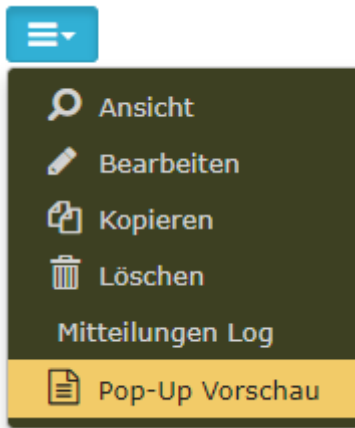 Ansicht
Bearbeiten
Kopieren
Löschen
Mitteilungen Log
Pop-Up Vorschau